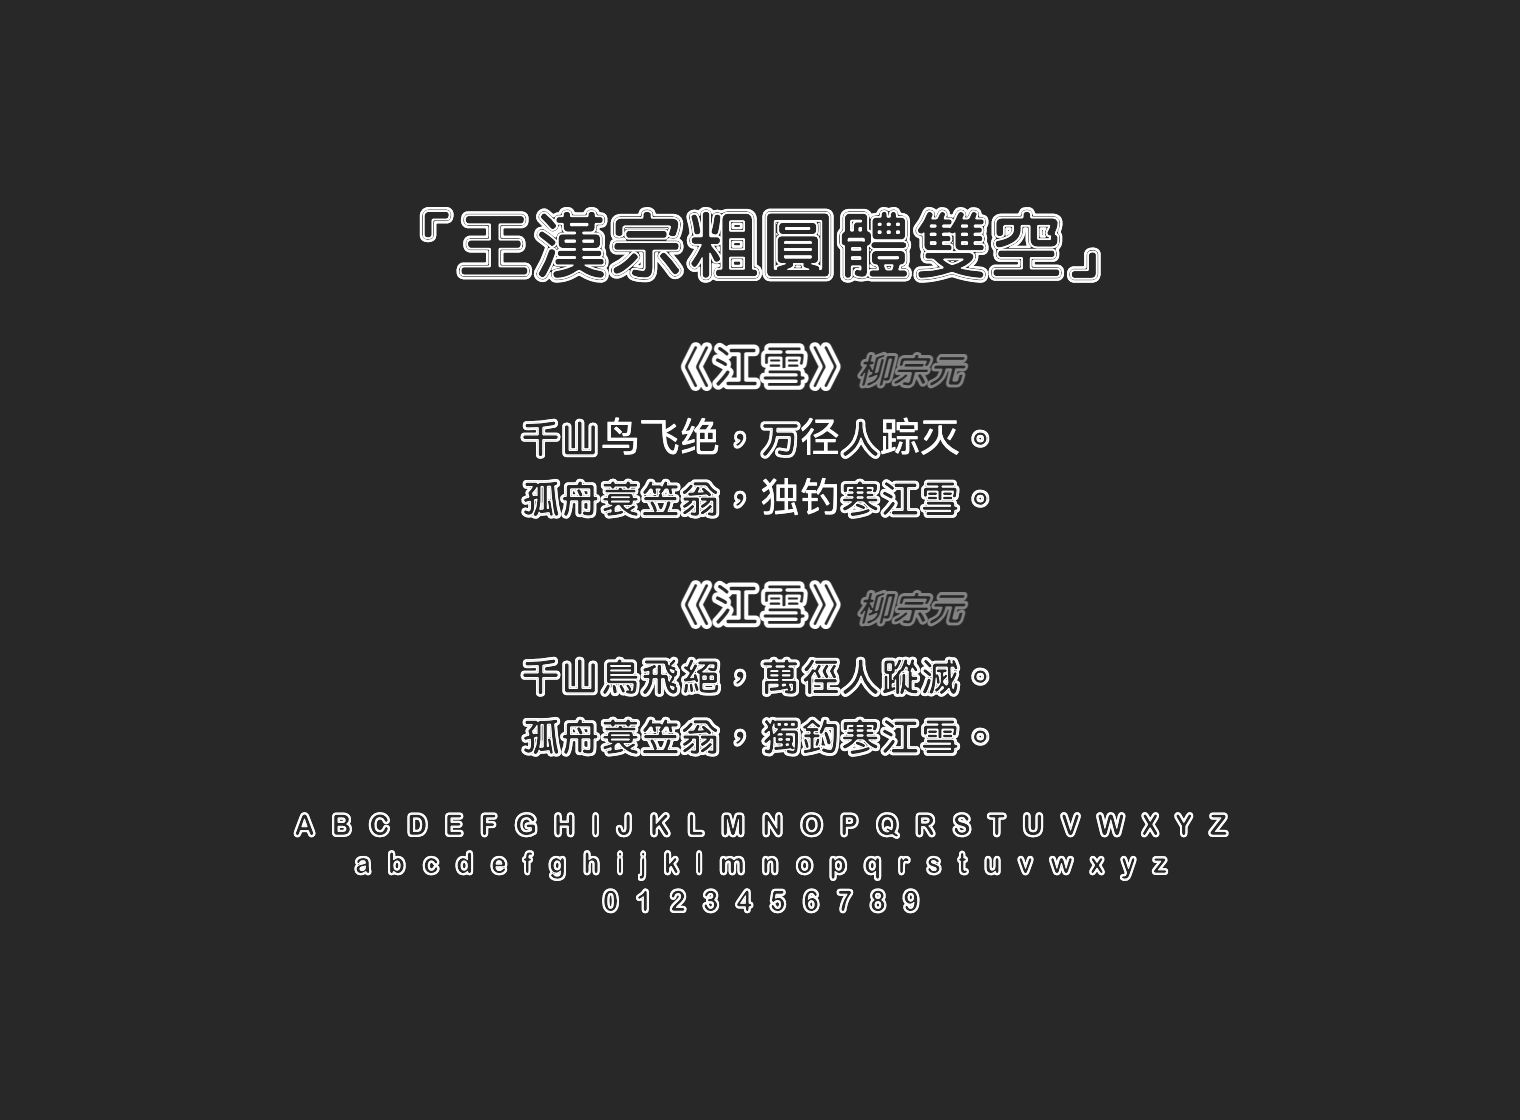 「王漢宗粗圓體雙空」
《江雪》 柳宗元
千山鸟飞绝，万径人踪灭。
孤舟蓑笠翁，独钓寒江雪。
《江雪》 柳宗元
千山鳥飛絕，萬徑人蹤滅。
孤舟蓑笠翁，獨釣寒江雪。
A B C D E F G H I J K L M N O P Q R S T U V W X Y Z
a b c d e f g h i j k l m n o p q r s t u v w x y z
0 1 2 3 4 5 6 7 8 9